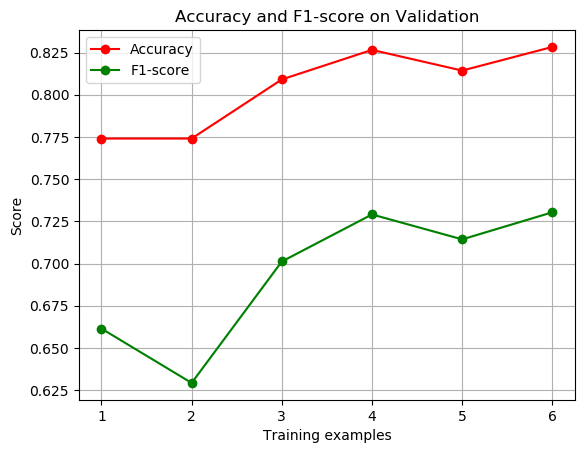 Accuracy and F1-score on Validation
Accuracy
F1-score
0.825
0.800
0.775
0.750
0.725
0.700
0.675
0.650
0.625
Score
1 2 3 4 5 6
Training examples